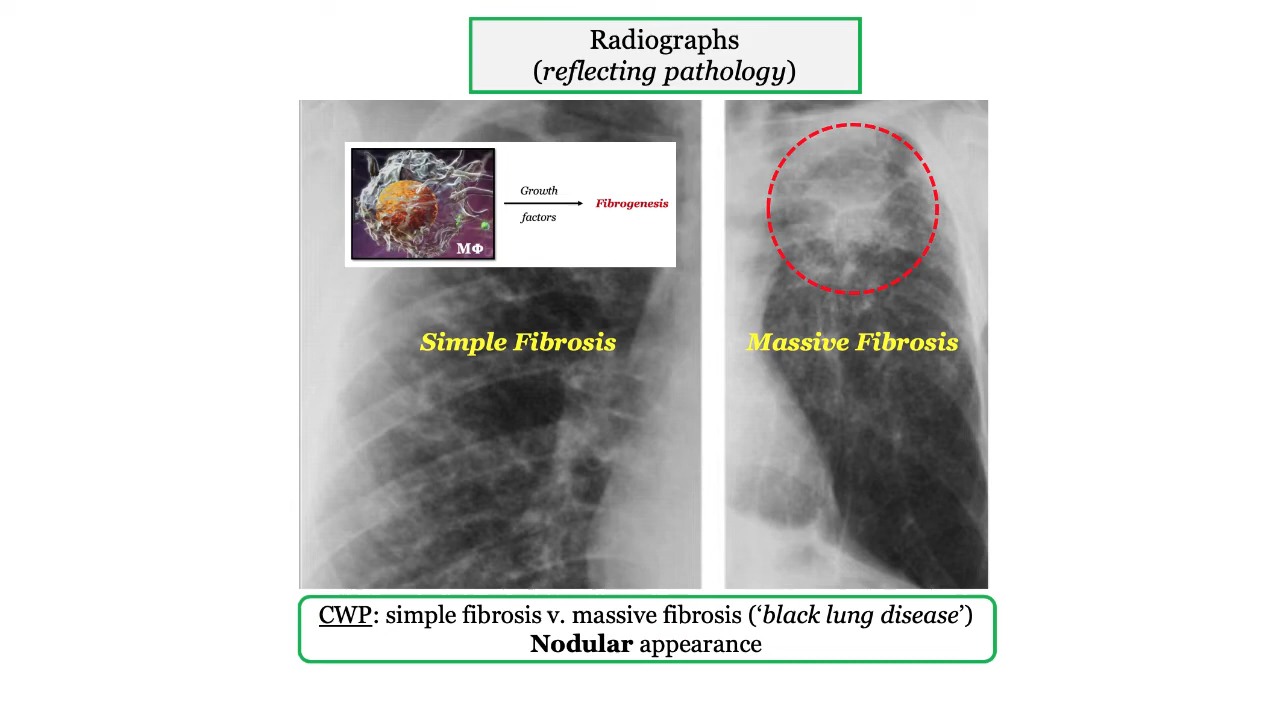 Radiographs
(reflecting pathology)
MΦ
Growth
factors
Fibrogenesis
Simple Fibrosis
Massive Fibrosis
CWP: simple fibrosis v. massive fibrosis (‘black lung disease’)
Nodular appearance